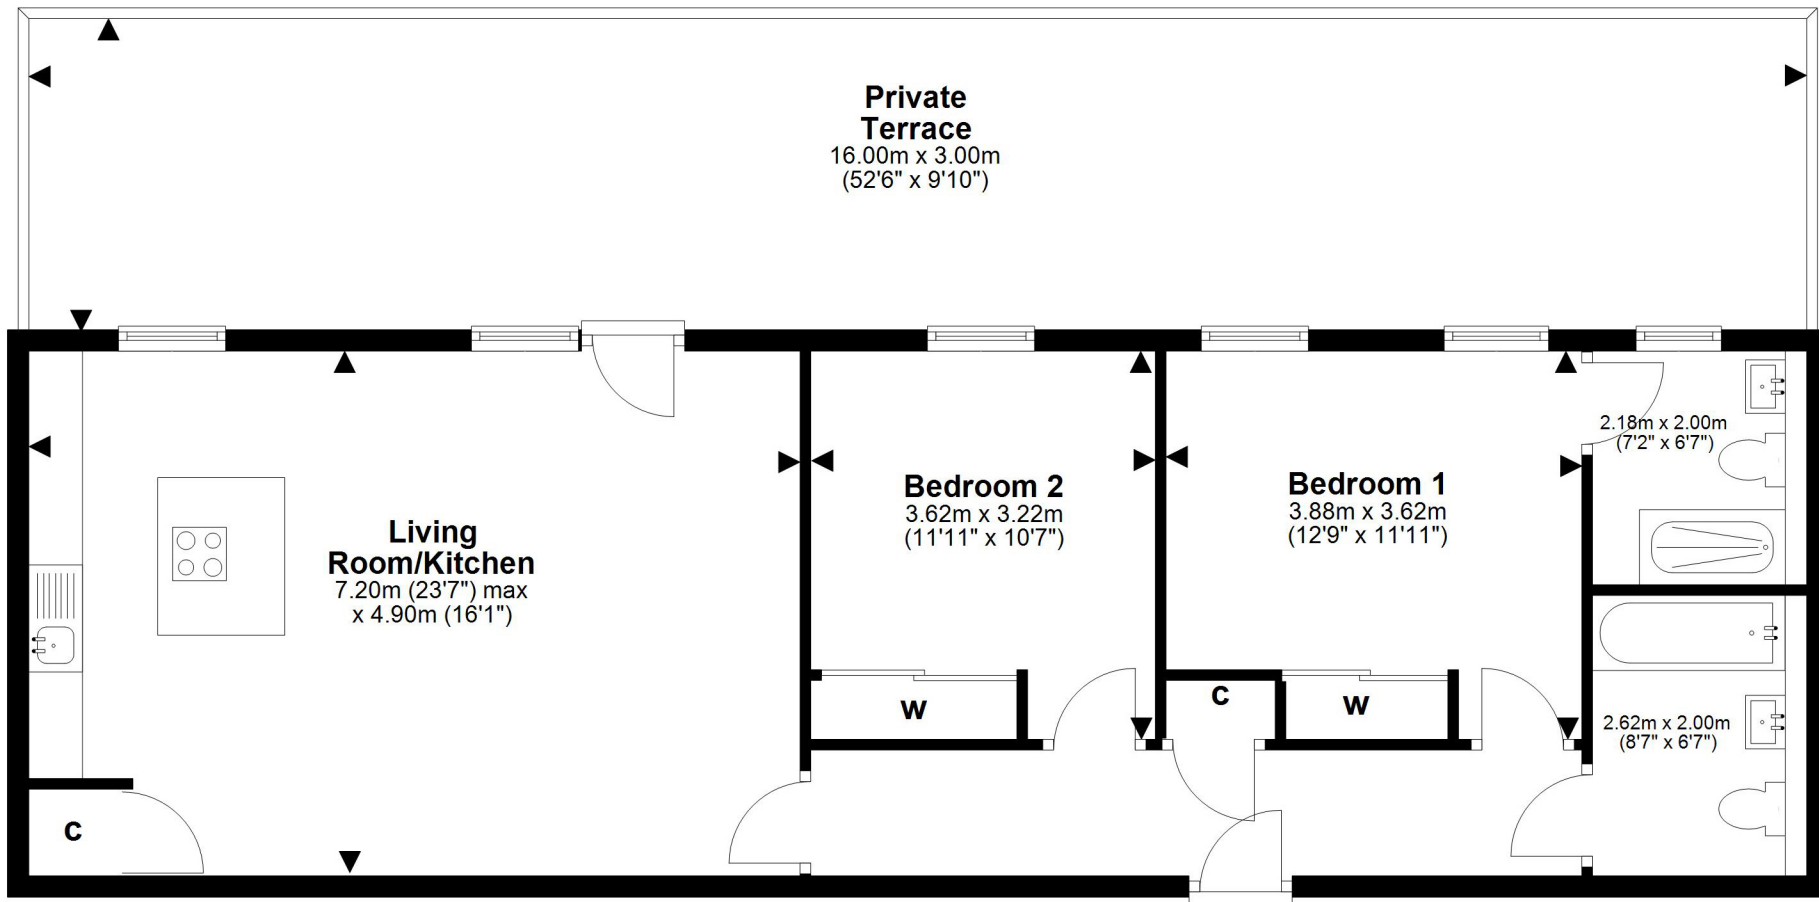 Private
Terrace
16.00m x 3.00m
(52'6" x 9'10")
Living
Room/Kitchen
7.20m (23'7") max
x 4.90m (16'1")
Bedroom 2
3.62m x 3.22m
(11'11" x 10'7")
Bedroom 1
3.88m x 3.62m
(12'9" x 11'11")
2.18m x 2.00m
(7'2" x 6'7")
W
C
W
2.62m x 2.00m
(8'7" x 6'7")
C